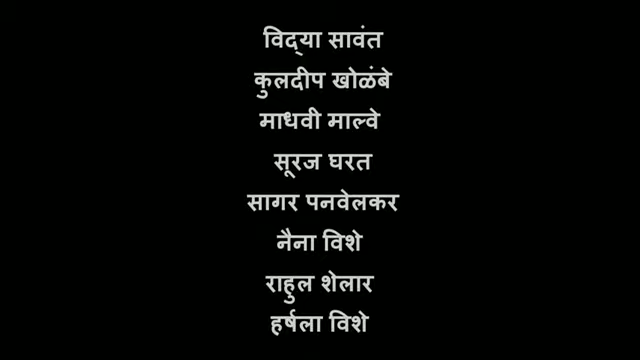 विद्‌या सावंत
कुलदीप खोळंबे
माधवी माल्वे
सूरज घरत
सागर पनवेलकर
नैना विशे
राहुल शेलार
हर्षला विशे